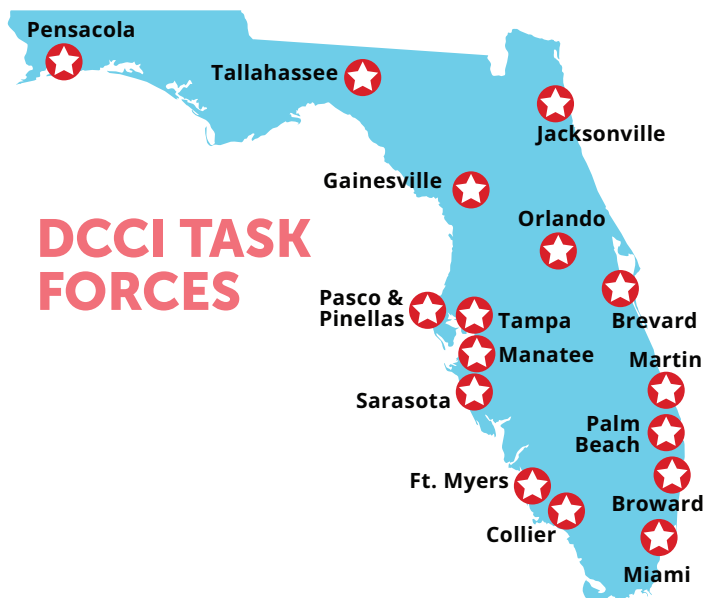 Pensacola
Tallahassee
Jacksonville
Gainesville
Orlando
DCCI TASK
FORCES
Pasco &
Pinellas
Tampa
Brevard
Manatee
Martin
Sarasota
Palm
Beach
Ft. Myers
Broward
Collier
Miami